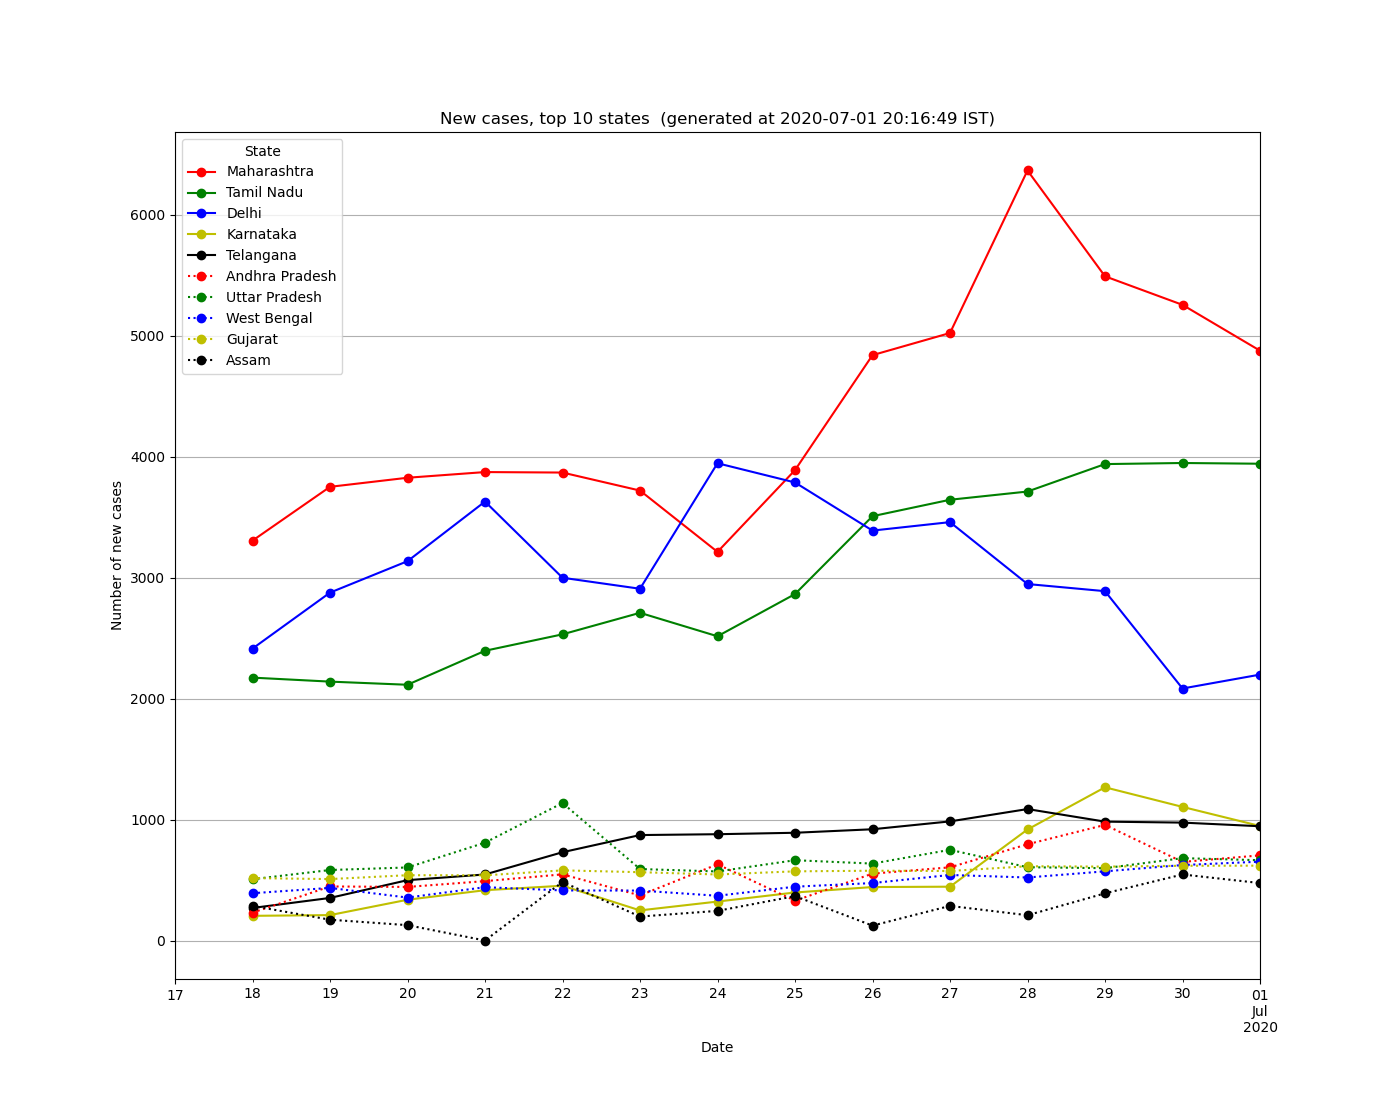 New cases, top 10 states  (generated at 2020-07-01 20:16:49 IST)
State
Maharashtra
Tamil Nadu
Delhi
Karnataka
Telangana
Andhra Pradesh
Uttar Pradesh
West Bengal
Gujarat
Assam
Number of new cases
6000
5000
4000
3000
2000
1000
0
17 18 19 20 21 22 23 24 25 26 27 28 29 30 01
Jul
2020
Date